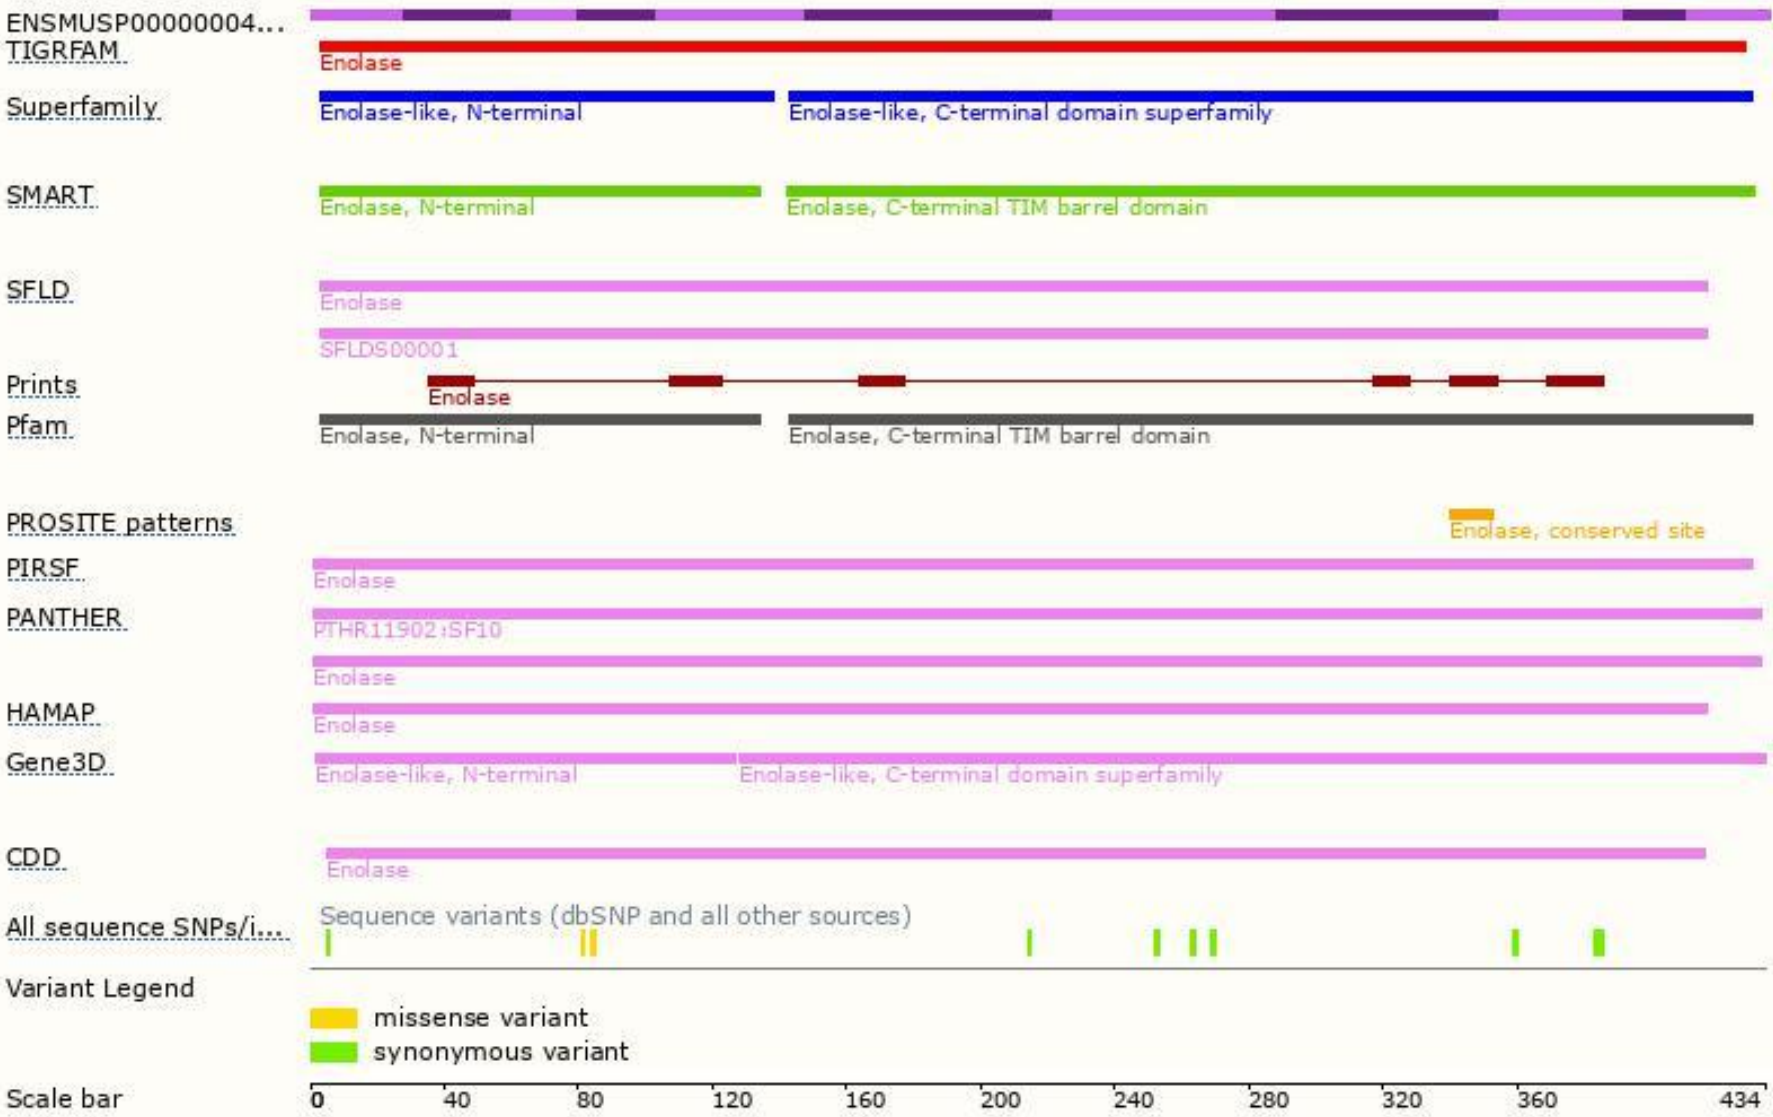 ENSMUSP00000004...
TIGRFAM
Enolase
Superfamily
Enolase-like, N-terminal Enolase-like, C-terminal domain superfamily
SMART
Enolase, N-terminal Enolase, C-terminal TIM barrel domain
SFLD
Enolase
SFLDS00001
Prints
Enolase
Pfam
Enolase, N-terminal Enolase, C-terminal TIM barrel domain
PROSITE patterns
Enolase, conserved site
PIRSF
Enolase
PANTHER
PTHR11902:SF10
Enolase
HAMAP
Enolase
Gene3D
Enolase-like, N-terminal Enolase-like, C-terminal domain superfamily
CDD
Enolase
All sequence SNPs/i...
Sequence variants (dbSNP and all other sources)
Variant Legend
missense variant
synonymous variant
Scale bar 0 40 80 120 160 200 240 280 320 360 434